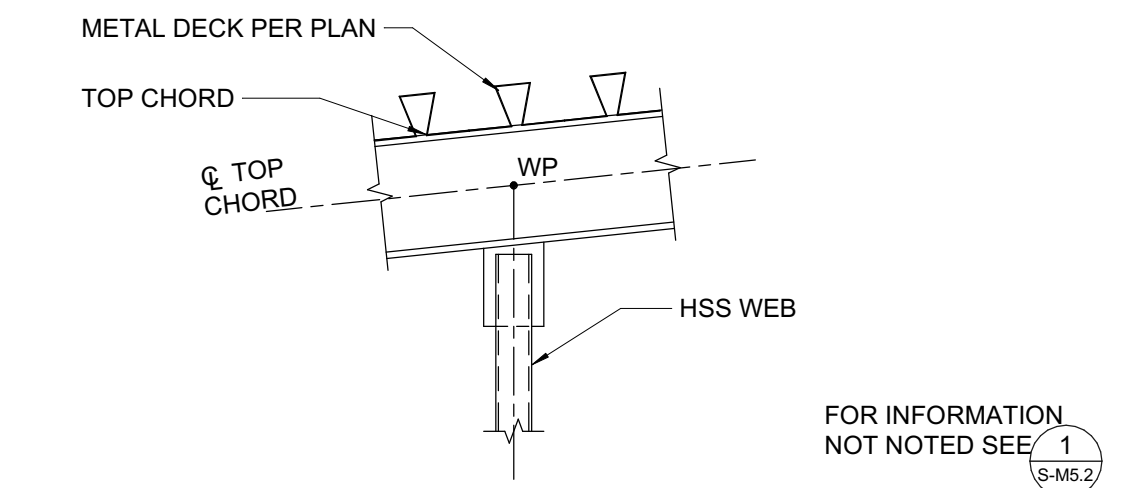 METAL DECK PER PLAN
TOP CHORD
℄ TOP
CHORD
WP
HSS WEB
FOR INFORMATION
NOT NOTED SEE
1
S-M5.2